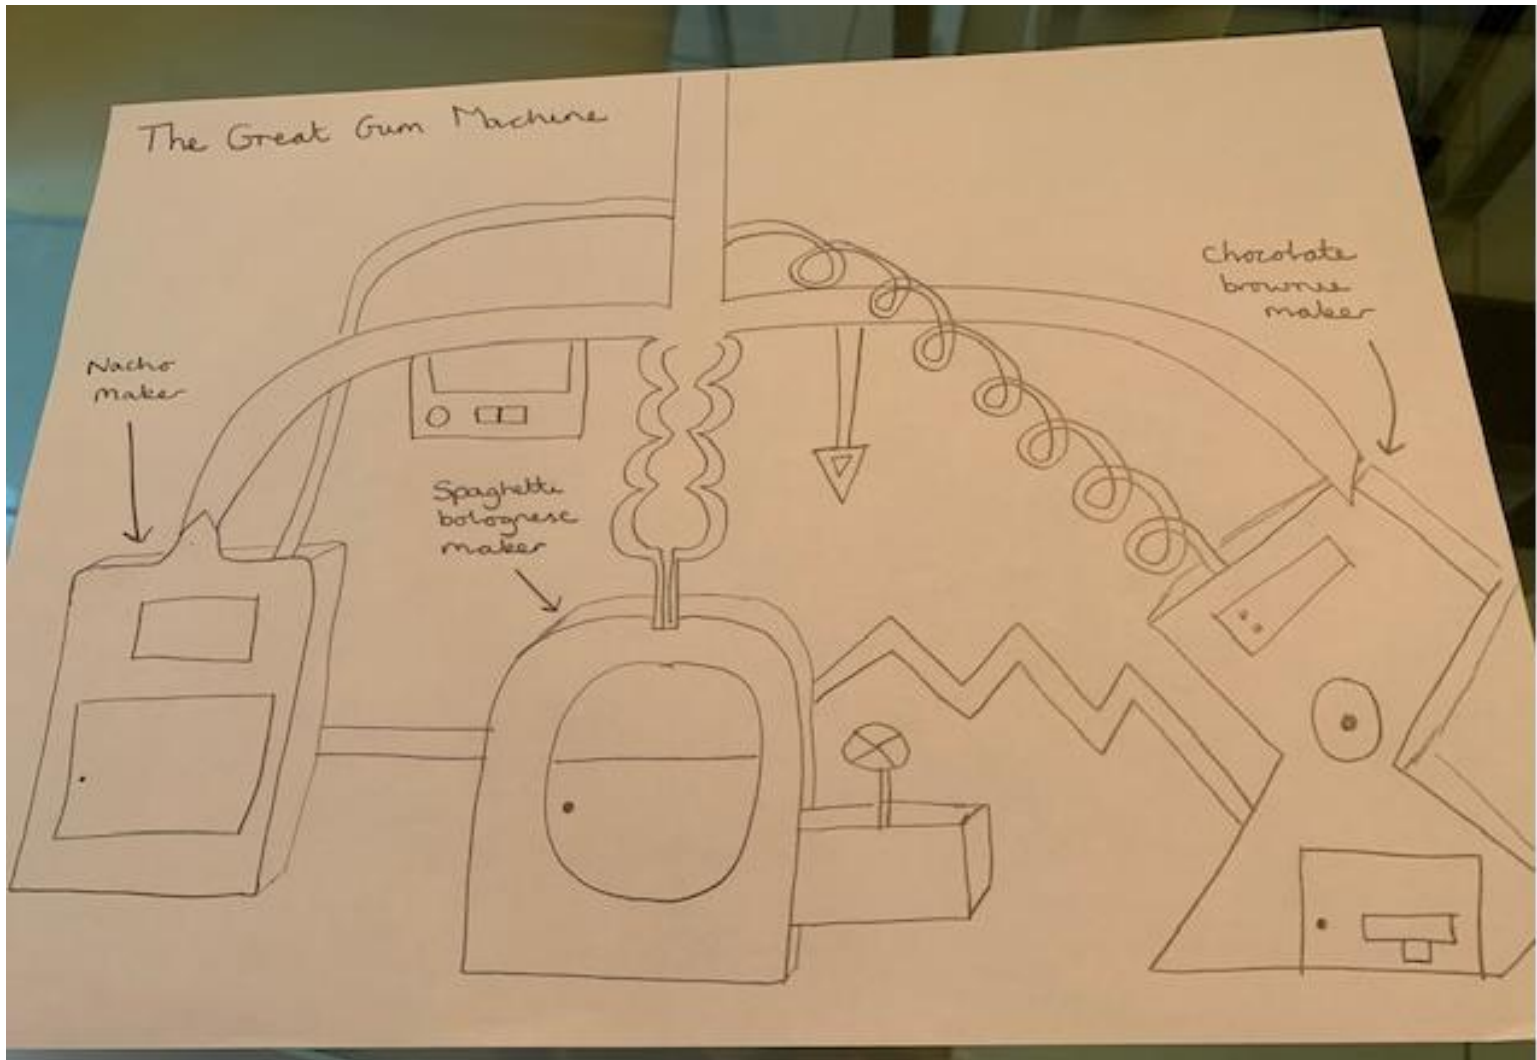 The Great Gum Machine
Chocolate
brownie
maker
Nacho
maker
Spaghetti
bolognese
maker